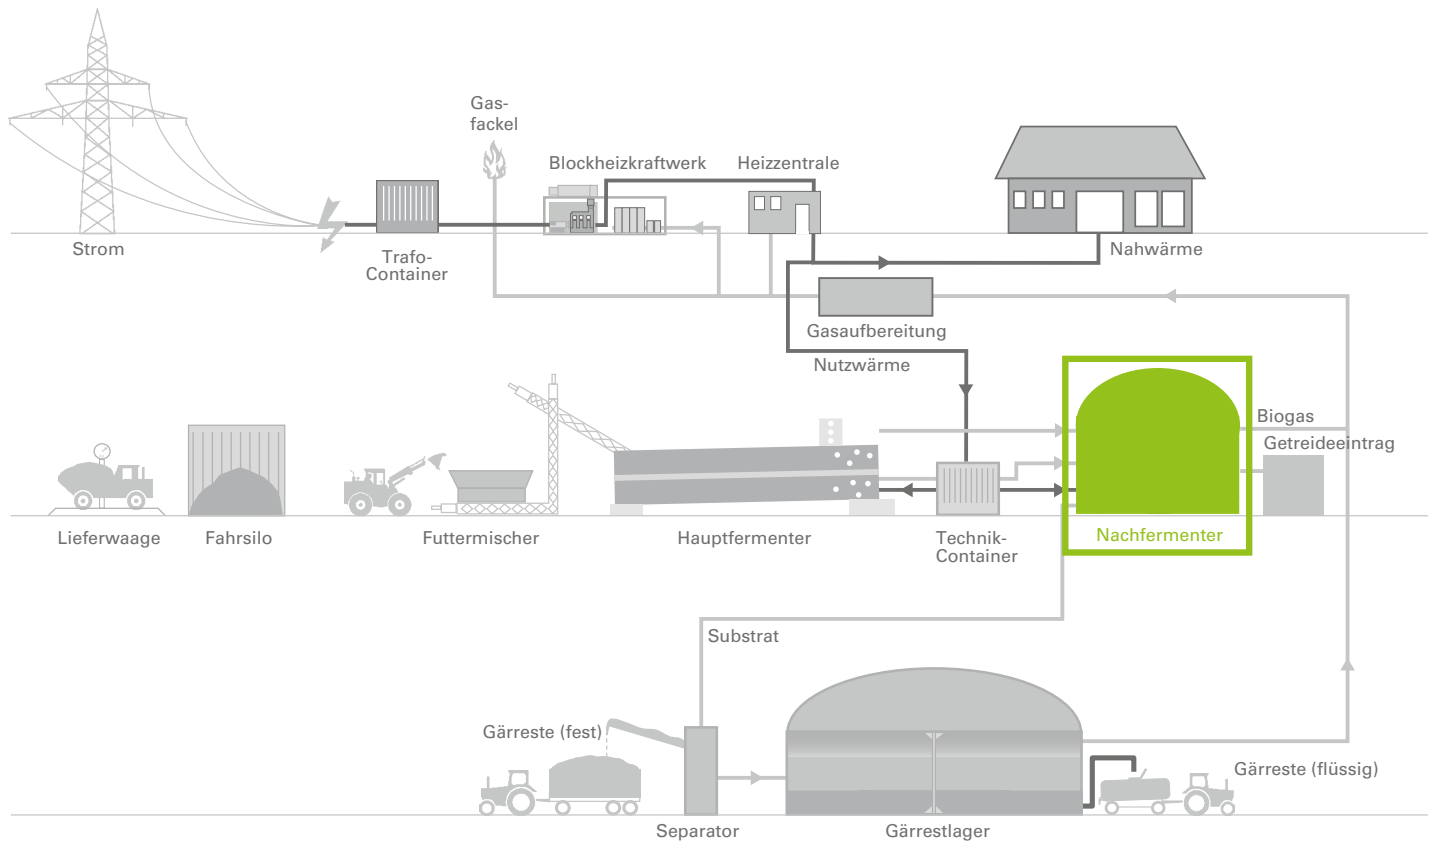 Gas-
fackel
Blockheizkraftwerk
Heizzentrale
Strom
Trafo-
Container
Nahwärme
Gasaufbereitung
Nutzwärme
Biogas
Getreideeintrag
Lieferwaage
Fahrsilo
Futtermischer
Hauptfermenter
Technik-
Container
Nachfermenter
Substrat
Gärreste (fest)
Gärreste (flüssig)
Separator
Gärrestlager